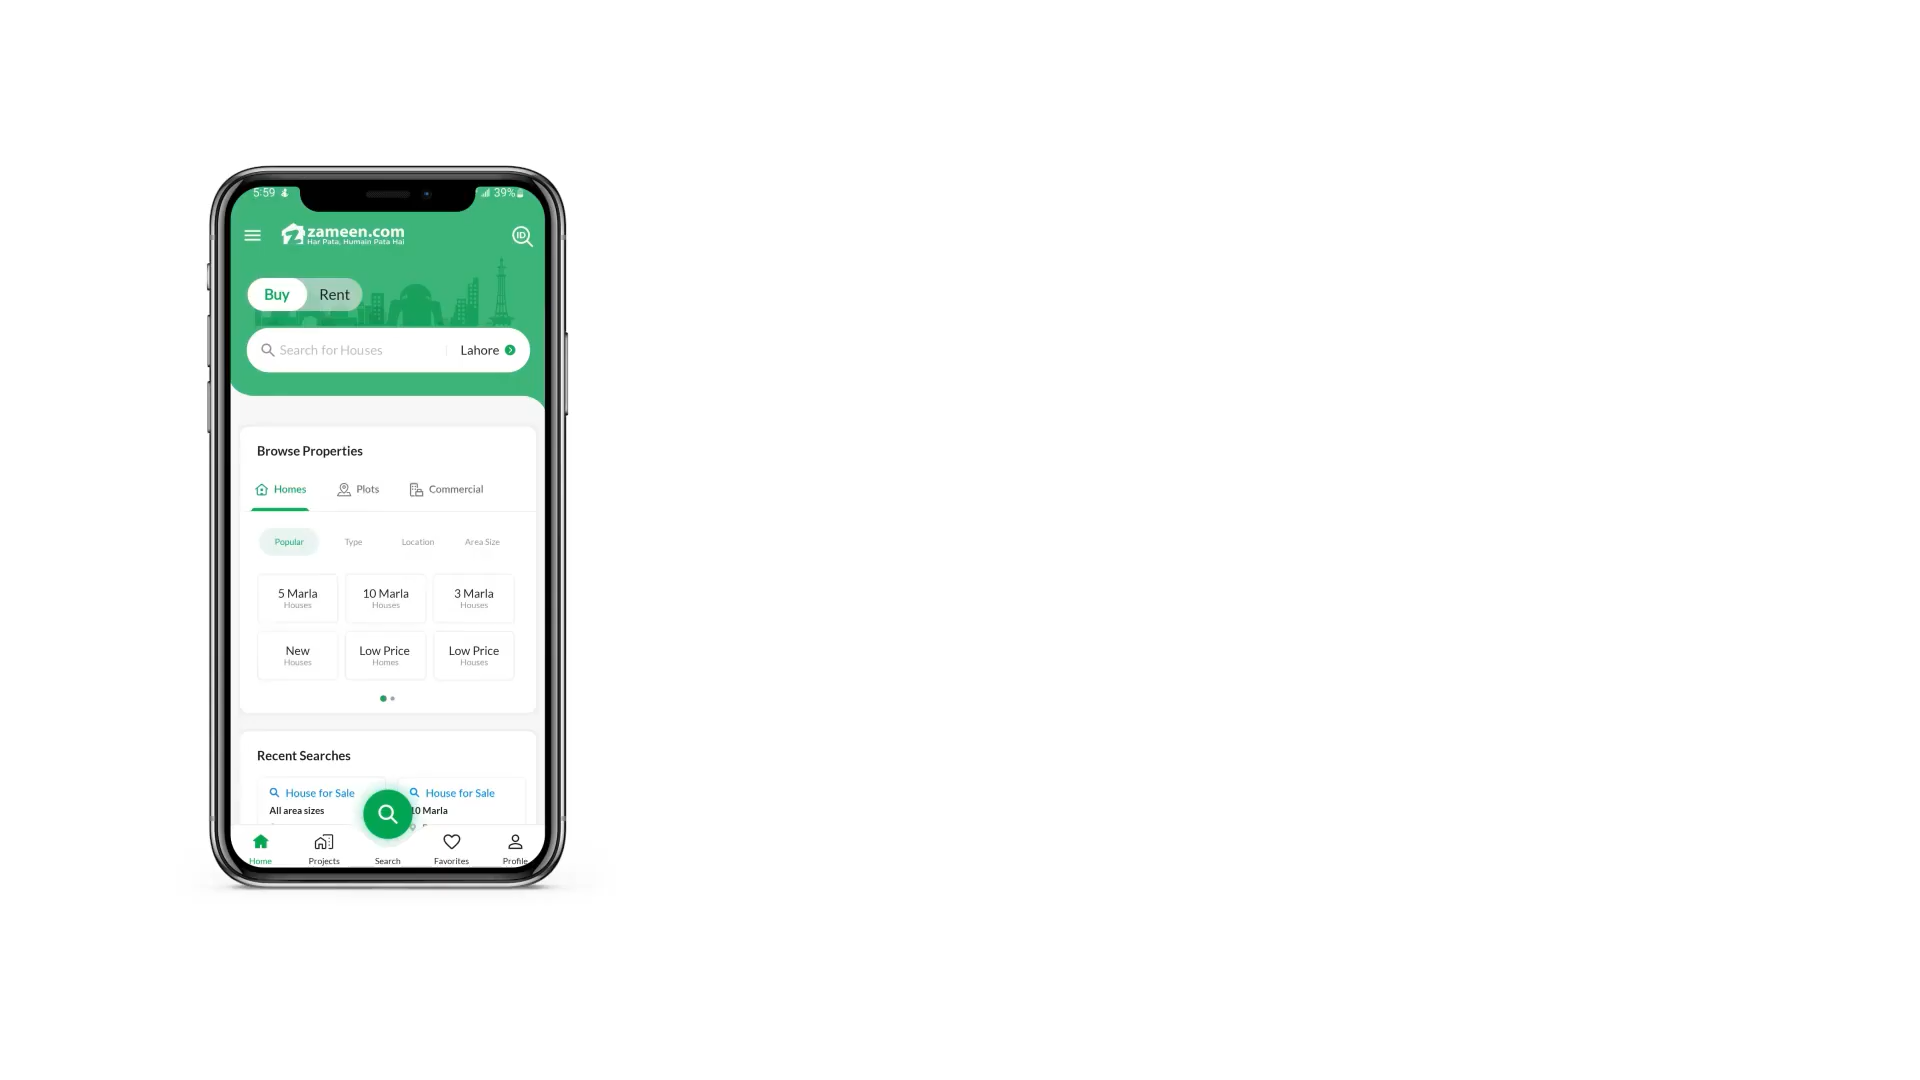 5:59 39%
zameen.com
Har Pata, Humain Pata Hai
ID
Buy Rent
Search for Houses Lahore
Browse Properties
Homes Plots Commercial
Popular Type Location Area Size
5 Marla 10 Marla 3 Marla
Houses Houses Houses
New Low Price Low Price
Houses Homes Houses
Recent Searches
House for Sale House for Sale
All area sizes 10 Marla
Home Projects Search Favorites Profile